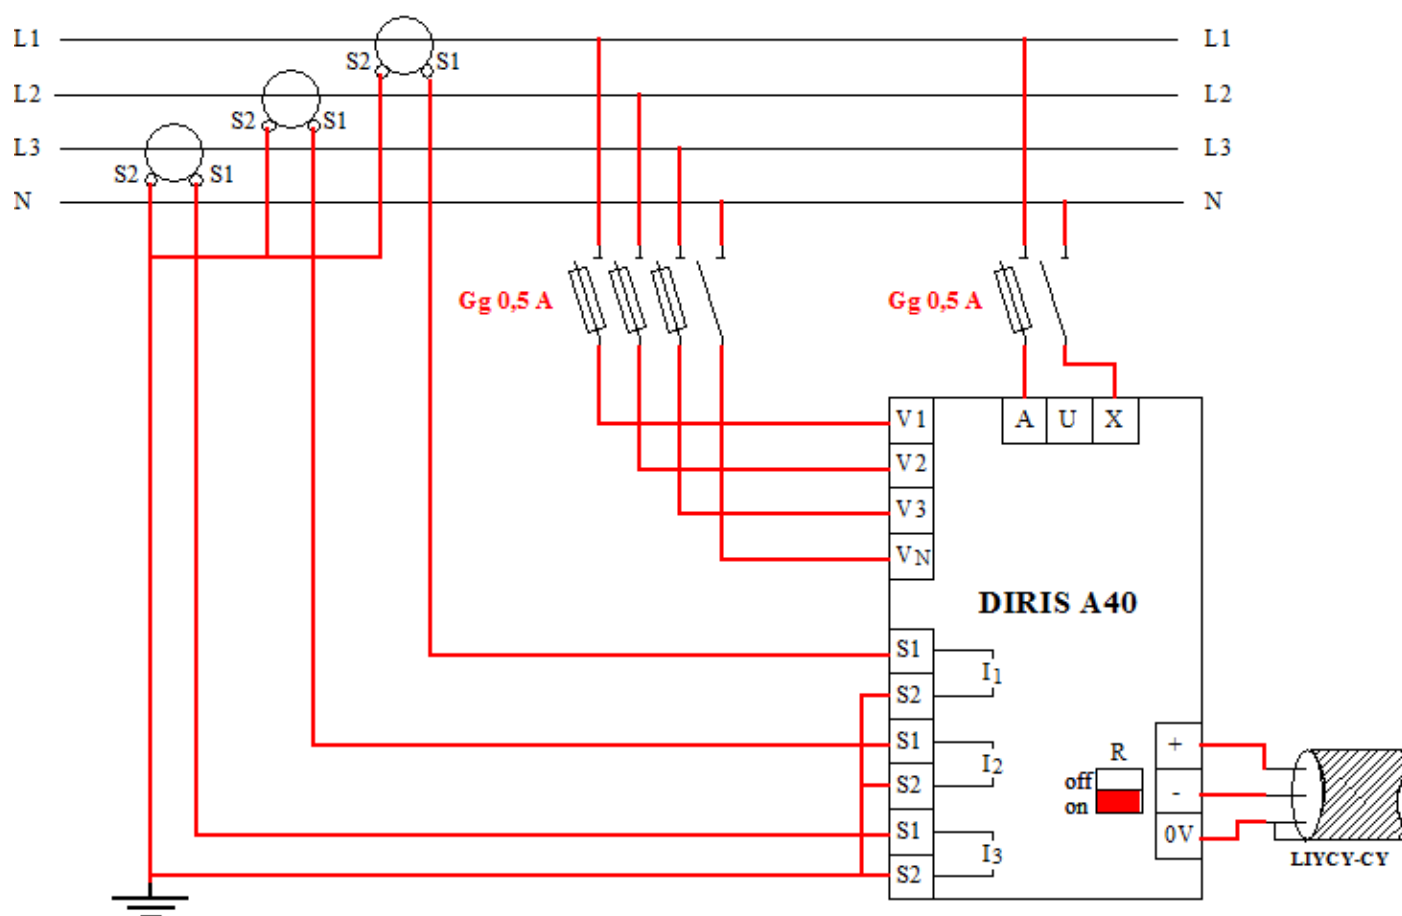 L1 S2 S1 L1
L2 S2 S1 L2
L3 S2 S1 L3
N N
Gg 0,5 A Gg 0,5 A
V1 A U X
V2
V3
VN
DIRIS A40
S1
I1
S2
S1 R +
I2
off
S2 -
on
S1 0V
I3
LIYCY-CY
S2